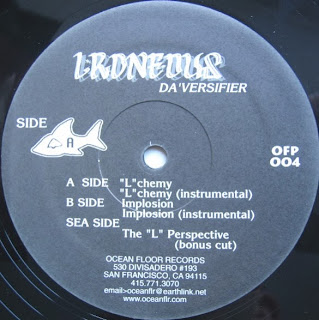 LRONEOUS
DA'VERSIFIER
SIDE
A
OFP
004
A SIDE "L"chemy
"L"chemy (instrumental)
B SIDE Implosion
Implosion (instrumental)
SEA SIDE
The "L" Perspective
(bonus cut)
OCEAN FLOOR RECORDS
530 DIVISADERO #193
SAN FRANCISCO, CA 94115
415.771.3070
email>oceanflr@earthlink.net
www.oceanflr.com